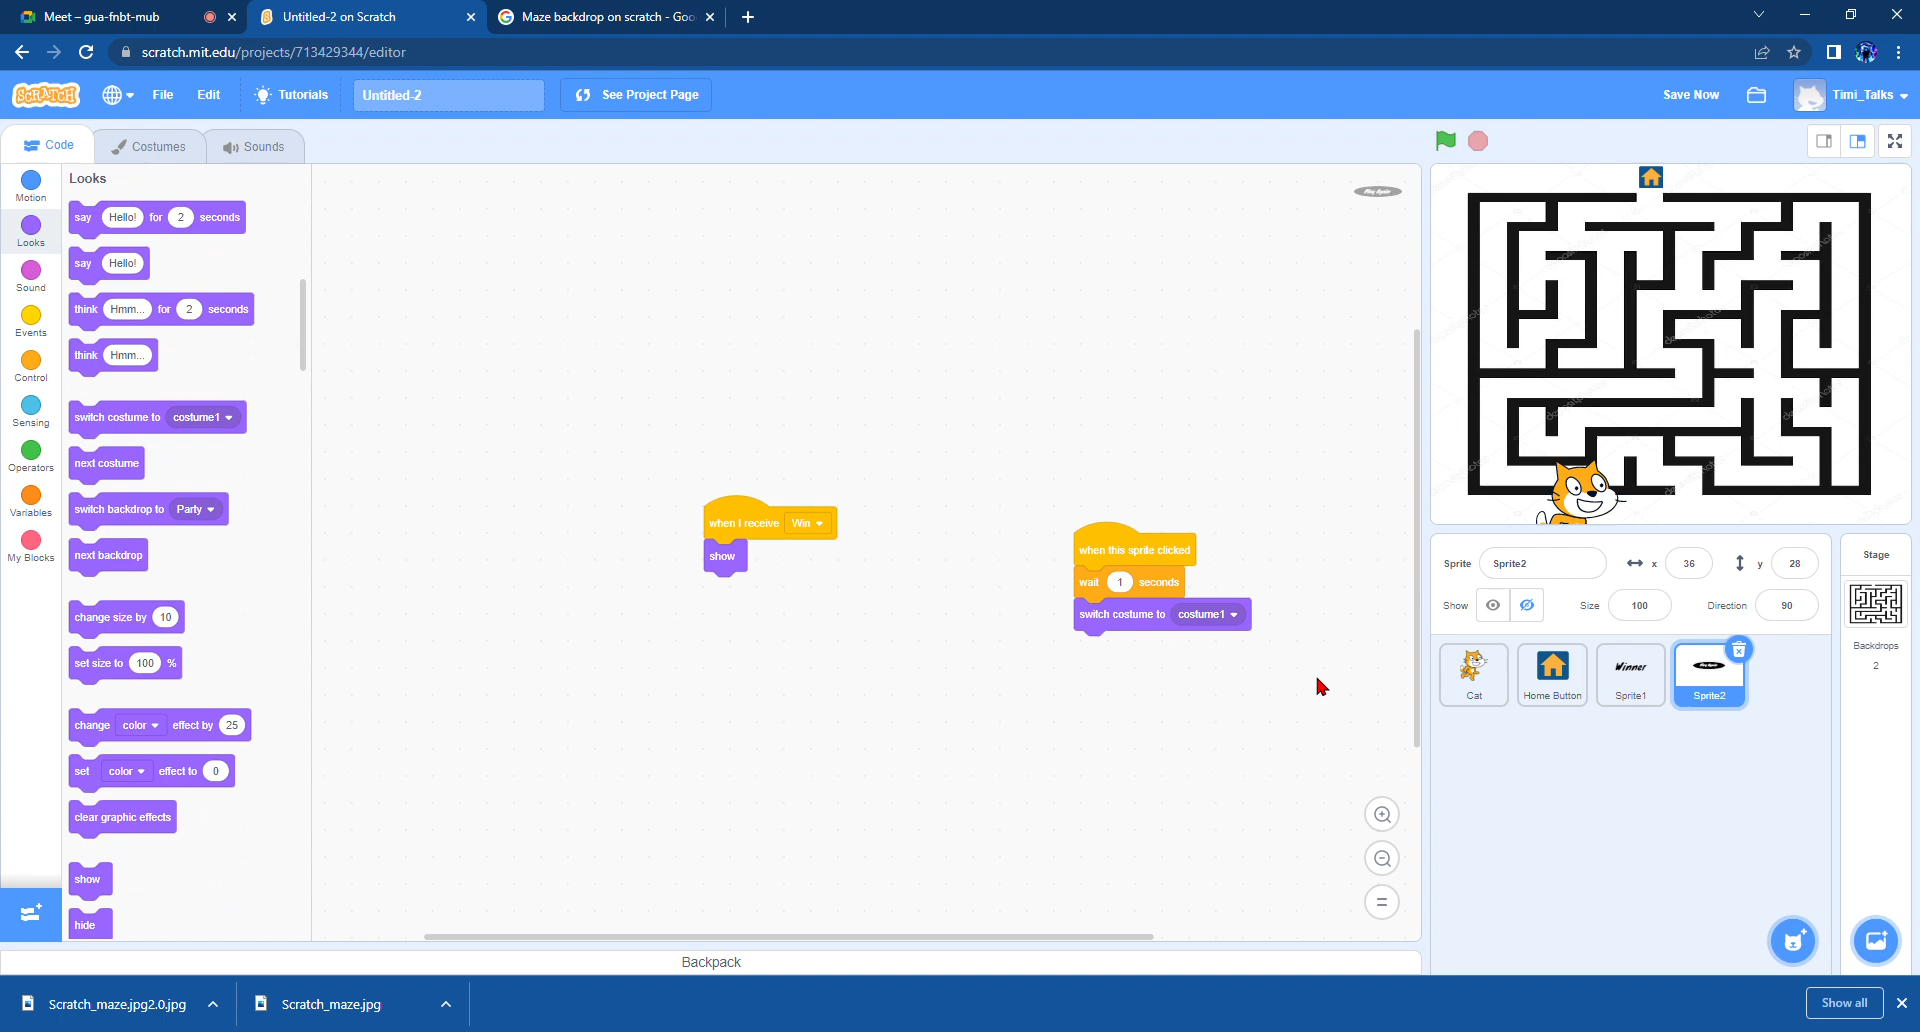 Meet – gua-fnbt-mub
Untitled-2 on Scratch
Maze backdrop on scratch - Goo
scratch.mit.edu/projects/713429344/editor
SCRATCH
File
Edit
Tutorials
Untitled-2
See Project Page
Save Now
Timi_Talks
Code
Costumes
Sounds
Motion
Looks
Sound
Events
Control
Sensing
Operators
Variables
My Blocks
Looks
say Hello! for 2 seconds
say Hello!
think Hmm... for 2 seconds
think Hmm...
switch costume to costume1
next costume
switch backdrop to Party
next backdrop
change size by 10
set size to 100 %
change color effect by 25
set color effect to 0
clear graphic effects
show
hide
when I receive Win
show
when this sprite clicked
wait 1 seconds
switch costume to costume1
Play Again
Sprite Sprite2 x 36 y 28
Show Size 100 Direction 90
Cat
Home Button
Winner
Sprite1
Play Again
Sprite2
Stage
Backdrops
2
Backpack
Scratch_maze.jpg2.0.jpg
Scratch_maze.jpg
Show all